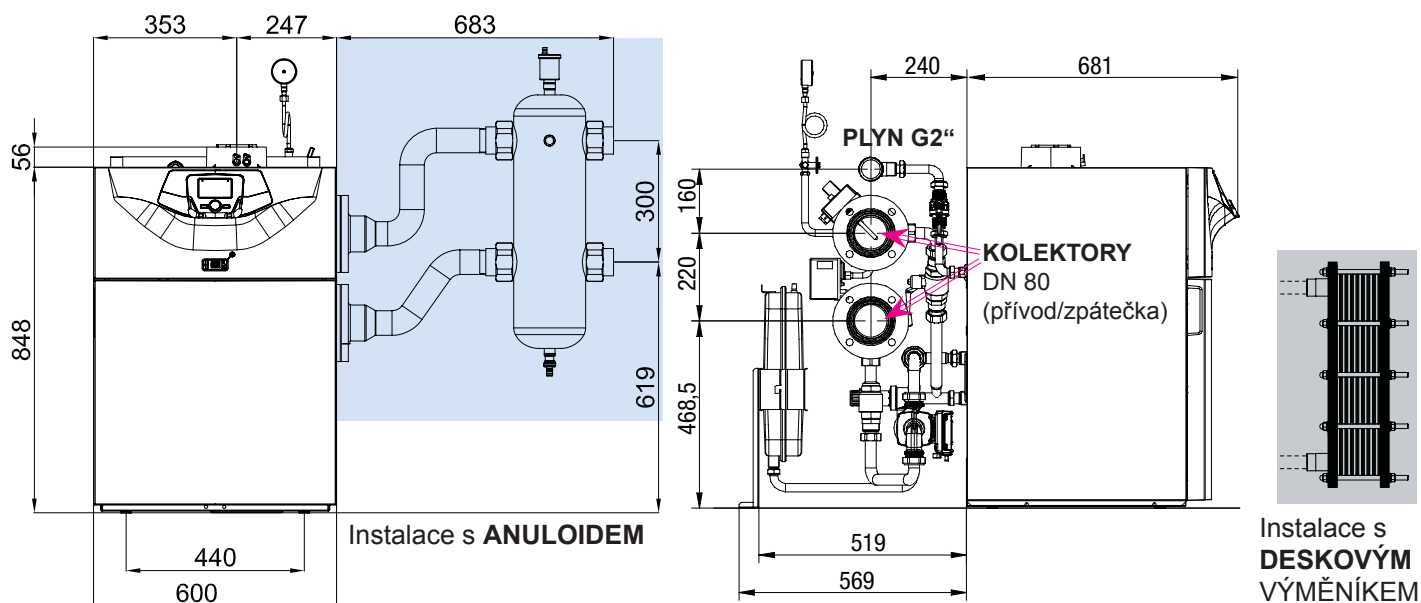 353
247
683
56
848
300
619
440
600
Instalace s ANULOIDEM
240
681
PLYN G2“
160
220
468,5
KOLEKTORY
DN 80
(přívod/zpátečka)
519
569
Instalace s
DESKOVÝM
VÝMĚNÍKEM